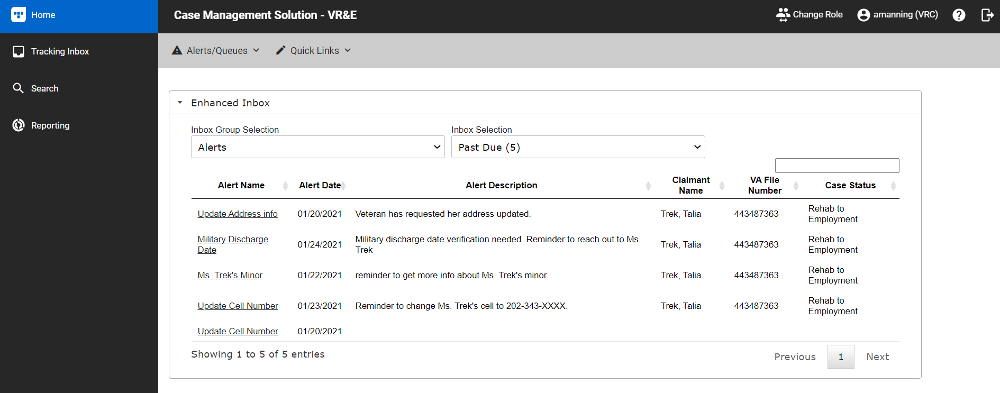 Home
Case Management Solution - VR&E
Change Role
amanning (VRC)
Tracking Inbox
Alerts/Queues
Quick Links
Search
Reporting
Enhanced Inbox
Inbox Group Selection
Inbox Selection
Alerts
Past Due (5)
Alert Name
Alert Date
Alert Description
Claimant
Name
VA File
Number
Case Status
Update Address info
01/20/2021
Veteran has requested her address updated.
Trek, Talia
443487363
Rehab to
Employment
Military Discharge
Date
01/24/2021
Military discharge date verification needed. Reminder to reach out to Ms.
Trek
Trek, Talia
443487363
Rehab to
Employment
Ms. Trek's Minor
01/22/2021
reminder to get more info about Ms. Trek's minor.
Trek, Talia
443487363
Rehab to
Employment
Update Cell Number
01/23/2021
Reminder to change Ms. Trek's cell to 202-343-XXXX.
Trek, Talia
443487363
Rehab to
Employment
Update Cell Number
01/20/2021
Showing 1 to 5 of 5 entries
Previous
1
Next